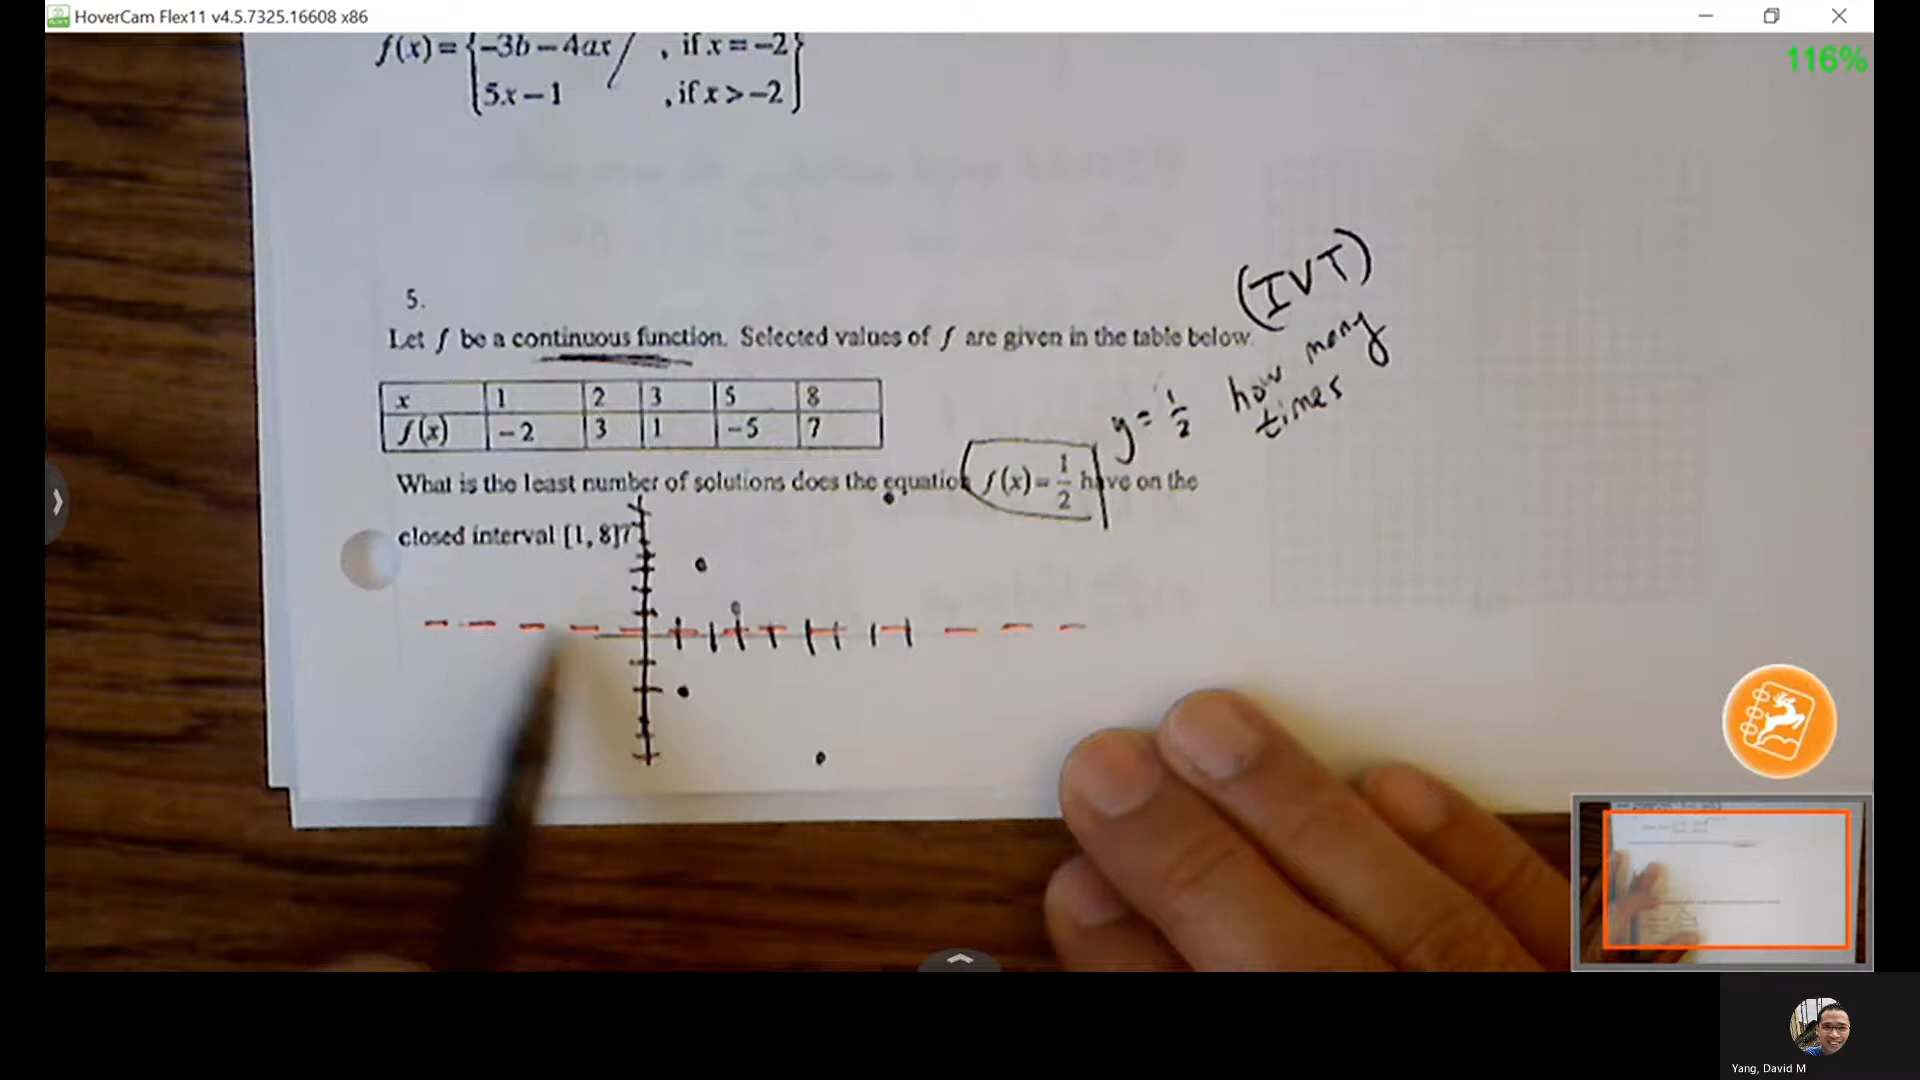 HoverCam Flex11 v4.5.7325.16608 x86
116%
f(x) = { -3b - 4ax , if x = -2 }
5x - 1 , if x > -2
(IVT)
5.
Let f be a continuous function. Selected values of f are given in the table below.
how many
times
x 1 2 3 5 8
f(x) -2 3 1 -5 7
y = 1/2
What is the least number of solutions does the equation f(x) = 1/2 have on the
closed interval [1, 8]?
Yang, David M